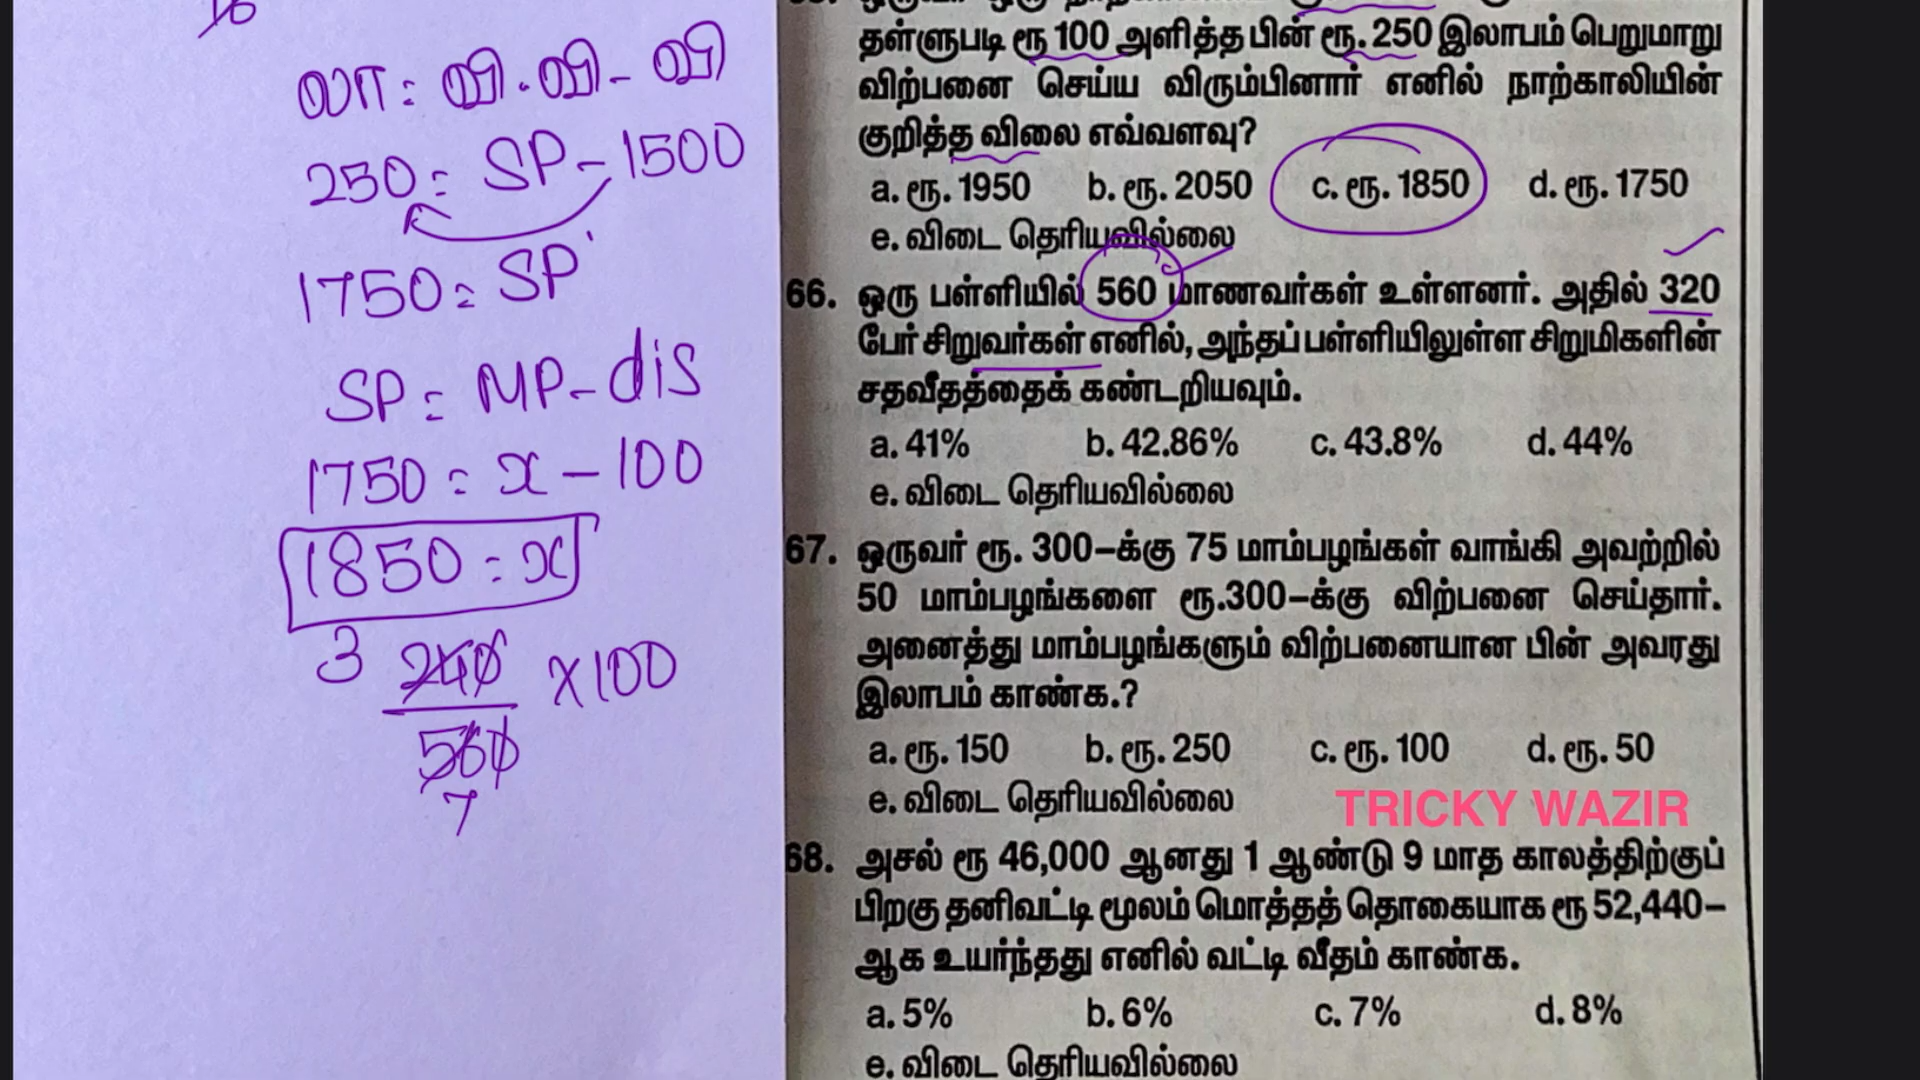 லா = வி.வி - வி
250 = SP - 1500
1750 = SP
SP = MP - dis
1750 = x - 100
1850 = x
3 240 × 100
560
7
தள்ளுபடி ரூ 100 அளித்த பின் ரூ.250 இலாபம் பெறுமாறு
விற்பனை செய்ய விரும்பினார் எனில் நாற்காலியின்
குறித்த விலை எவ்வளவு?
a. ரூ. 1950 b. ரூ. 2050 c. ரூ. 1850 d. ரூ. 1750
e. விடை தெரியவில்லை
66. ஒரு பள்ளியில் 560 மாணவர்கள் உள்ளனர். அதில் 320
பேர் சிறுவர்கள் எனில், அந்தப் பள்ளியிலுள்ள சிறுமிகளின்
சதவீதத்தைக் கண்டறியவும்.
a. 41% b. 42.86% c. 43.8% d. 44%
e. விடை தெரியவில்லை
67. ஒருவர் ரூ. 300-க்கு 75 மாம்பழங்கள் வாங்கி அவற்றில்
50 மாம்பழங்களை ரூ.300-க்கு விற்பனை செய்தார்.
அனைத்து மாம்பழங்களும் விற்பனையான பின் அவரது
இலாபம் காண்க.?
a. ரூ. 150 b. ரூ. 250 c. ரூ. 100 d. ரூ. 50
e. விடை தெரியவில்லை
TRICKY WAZIR
68. அசல் ரூ 46,000 ஆனது 1 ஆண்டு 9 மாத காலத்திற்குப்
பிறகு தனிவட்டி மூலம் மொத்தத் தொகையாக ரூ 52,440-
ஆக உயர்ந்தது எனில் வட்டி வீதம் காண்க.
a. 5% b. 6% c. 7% d. 8%
e. விடை தெரியவில்லை